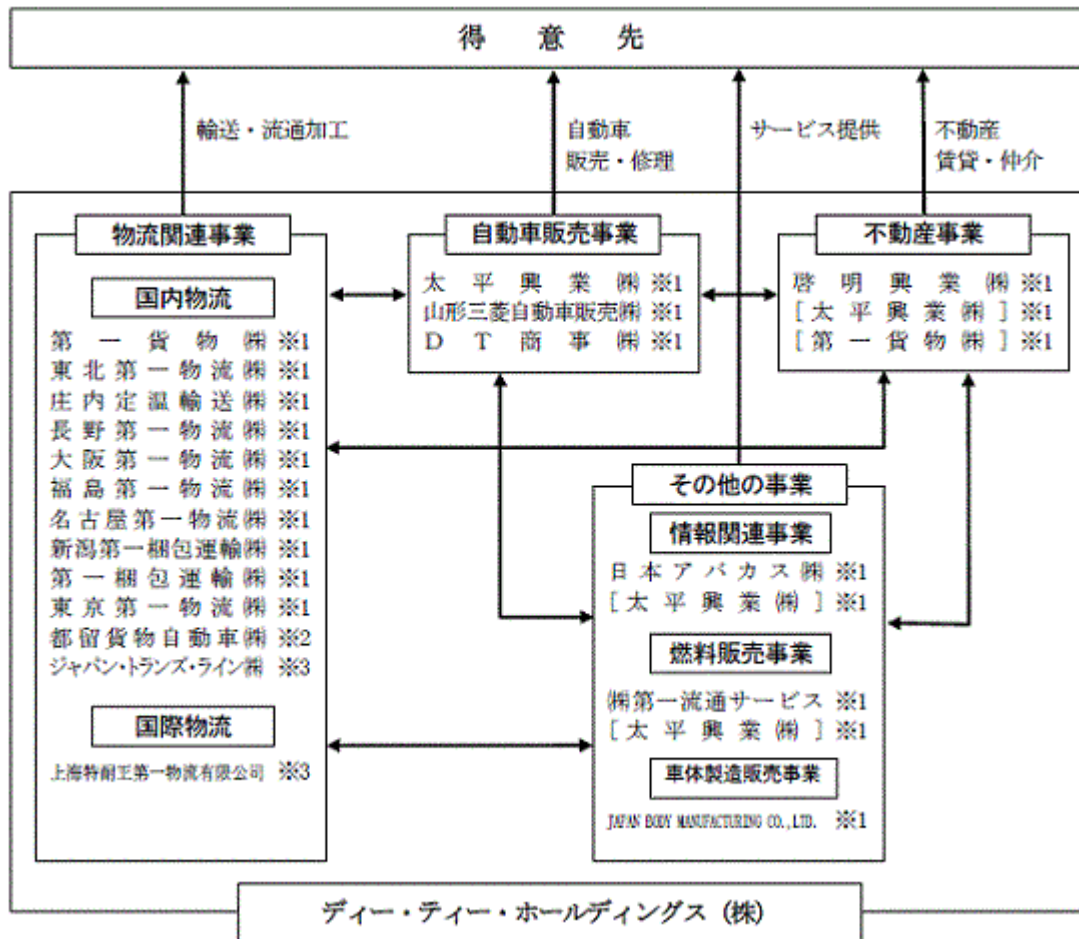 得意先
輸送・流通加工
自動車
販売・修理
サービス提供
不動産
賃貸・仲介
物流関連事業
国内物流
第一貨物㈱ ※1
東北第一物流㈱ ※1
庄内定温輸送㈱ ※1
長野第一物流㈱ ※1
大阪第一物流㈱ ※1
福島第一物流㈱ ※1
名古屋第一物流㈱ ※1
新潟第一梱包運輸㈱ ※1
第一梱包運輸㈱ ※1
東京第一物流㈱ ※1
都留貨物自動車㈱ ※2
ジャパン・トランズ・ライン㈱ ※3
国際物流
上海特耐王第一物流有限公司 ※3
自動車販売事業
太平興業㈱ ※1
山形三菱自動車販売㈱ ※1
DT商事㈱ ※1
不動産事業
啓明興業㈱ ※1
[太平興業㈱] ※1
[第一貨物㈱] ※1
その他の事業
情報関連事業
日本アバカス㈱ ※1
[太平興業㈱] ※1
燃料販売事業
㈱第一流通サービス ※1
[太平興業㈱] ※1
車体製造販売事業
JAPAN BODY MANUFACTURING CO.,LTD. ※1
ディー・ティー・ホールディングス (株)